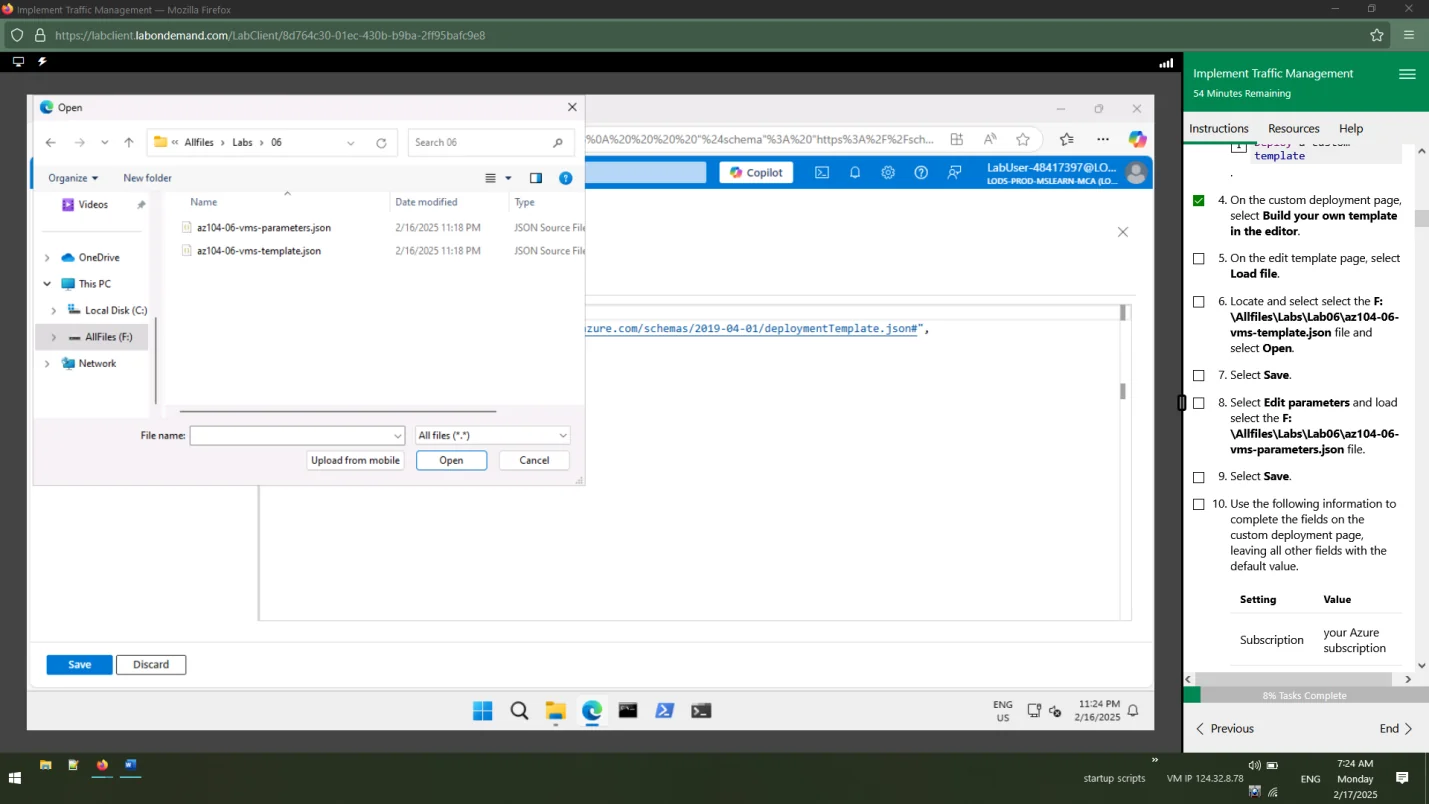 Implement Traffic Management — Mozilla Firefox
https://labclient.labondemand.com/LabClient/8d764c30-01ec-430b-b9ba-2ff95bafc9e8
Open
Allfiles
Labs
06
Search 06
Organize
New folder
Name
Date modified
Type
Videos
az104-06-vms-parameters.json
2/16/2025 11:18 PM
JSON Source File
az104-06-vms-template.json
2/16/2025 11:18 PM
JSON Source File
OneDrive
This PC
Local Disk (C:)
AllFiles (F:)
Network
File name:
All files (*.*)
Upload from mobile
Open
Cancel
%0A%20%20%20%20"%24schema"%3A%20"https%3A%2F%2Fsch...
Copilot
LabUser-48417397@LO...
LODS-PROD-MSLEARN-MCA (LO...
azure.com/schemas/2019-04-01/deploymentTemplate.json#",
Save
Discard
ENG
US
11:24 PM
2/16/2025
Implement Traffic Management
54 Minutes Remaining
Instructions
Resources
Help
Deploy a custom
template
.
4. On the custom deployment page,
select Build your own template
in the editor.
5. On the edit template page, select
Load file.
6. Locate and select select the F:
\Allfiles\Labs\Lab06\az104-06-
vms-template.json file and
select Open.
7. Select Save.
8. Select Edit parameters and load
select the F:
\Allfiles\Labs\Lab06\az104-06-
vms-parameters.json file.
9. Select Save.
10. Use the following information to
complete the fields on the
custom deployment page,
leaving all other fields with the
default value.
Setting
Value
Subscription
your Azure
subscription
8% Tasks Complete
Previous
End
startup scripts
VM IP 124.32.8.78
ENG
7:24 AM
Monday
2/17/2025